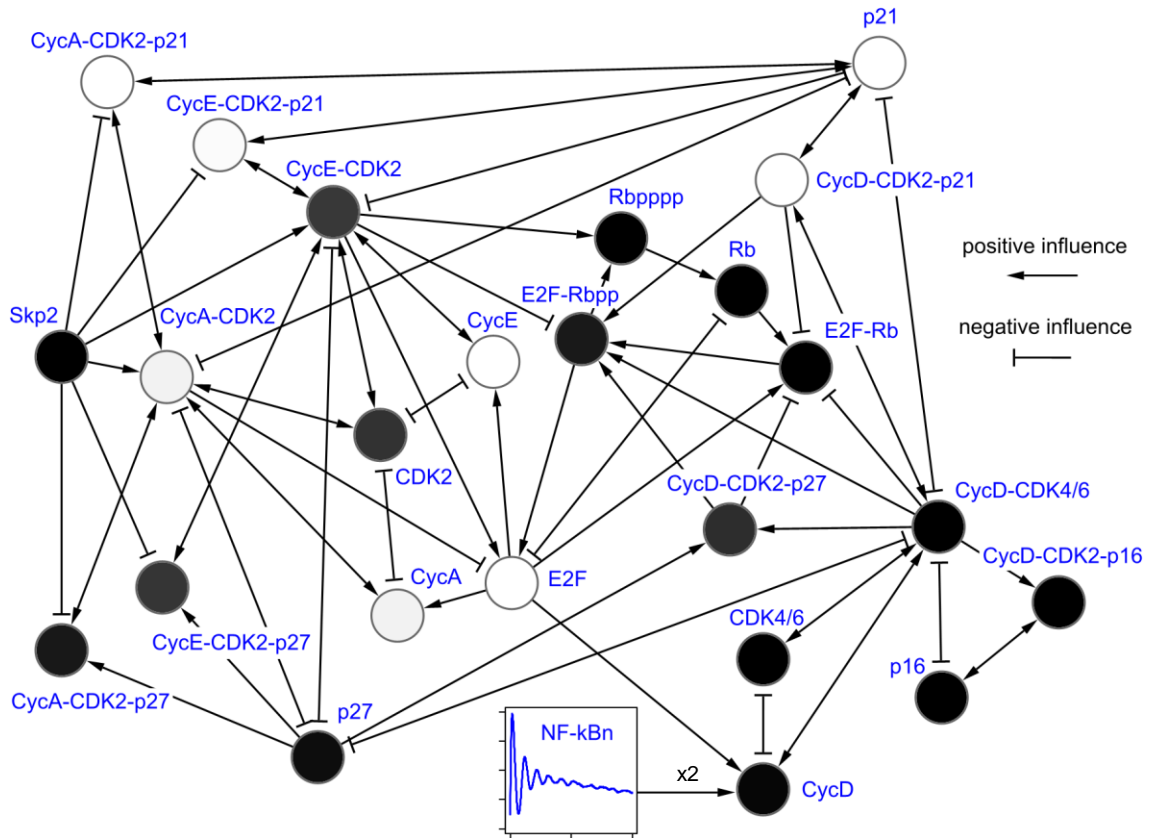 p21
CycA-CDK2-p21
CycE-CDK2-p21
CycE-CDK2
CycD-CDK2-p21
Rbpppp
positive influence
Rb
E2F-Rbpp
Skp2
CycA-CDK2
CycE
E2F-Rb
negative influence
CDK2
CycD-CDK2-p27
CycD-CDK4/6
CycD-CDK2-p16
CycA
E2F
CDK4/6
CycE-CDK2-p27
p16
CycA-CDK2-p27
p27
NF-kBn
x2
CycD